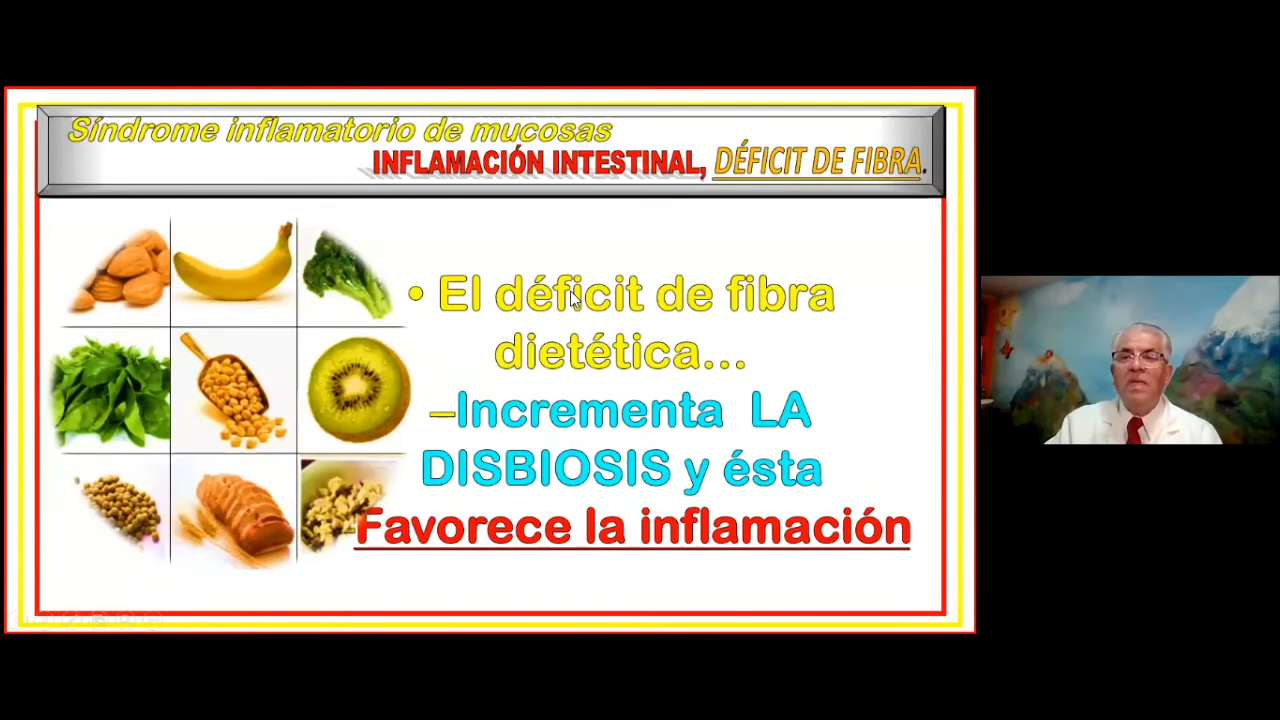 Síndrome inflamatorio de mucosas
INFLAMACIÓN INTESTINAL, DÉFICIT DE FIBRA.
• El déficit de fibra
dietética...
–Incrementa LA
DISBIOSIS y ésta
-Favorece la inflamación